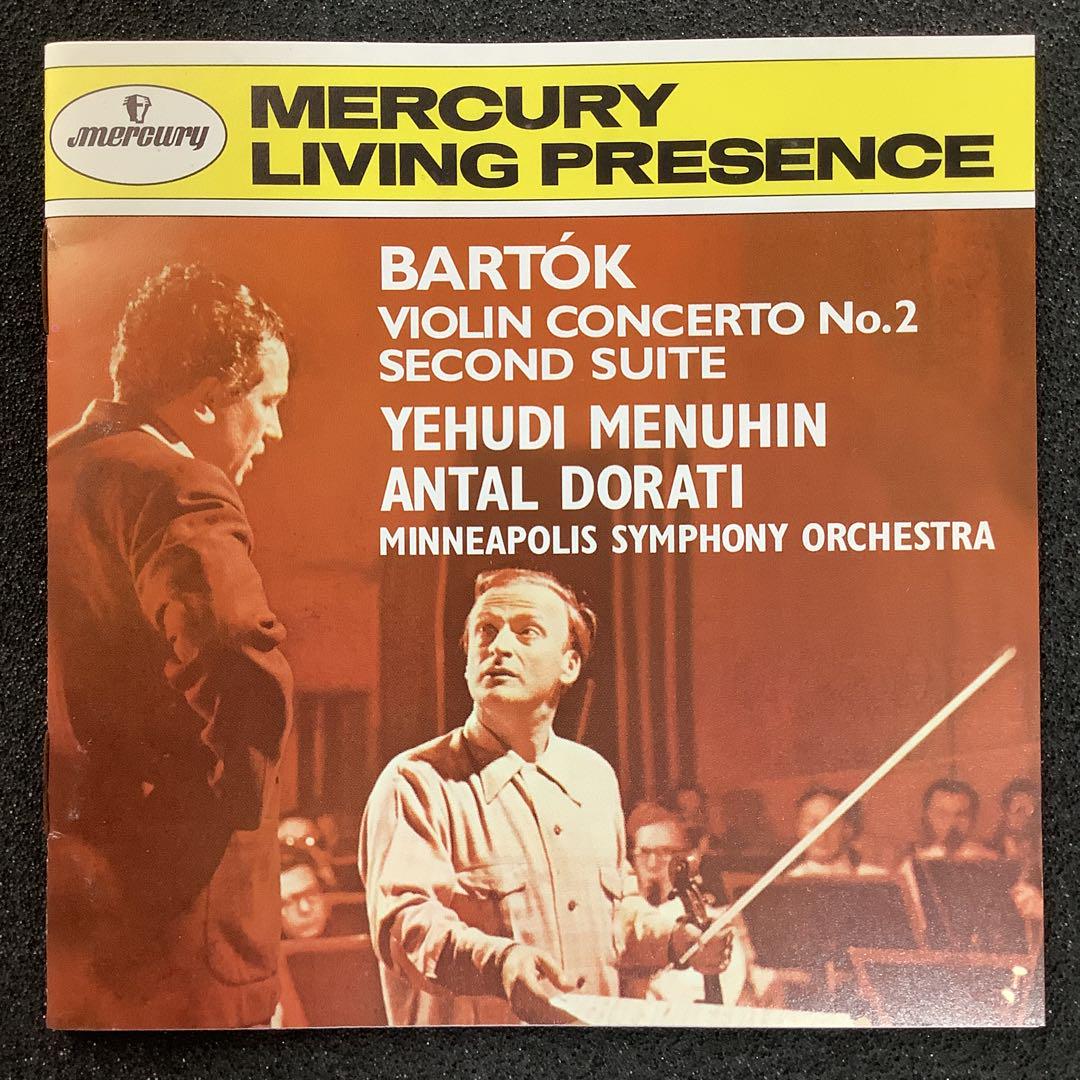 mercury
MERCURY
LIVING PRESENCE
BARTÓK
VIOLIN CONCERTO No.2
SECOND SUITE
YEHUDI MENUHIN
ANTAL DORATI
MINNEAPOLIS SYMPHONY ORCHESTRA